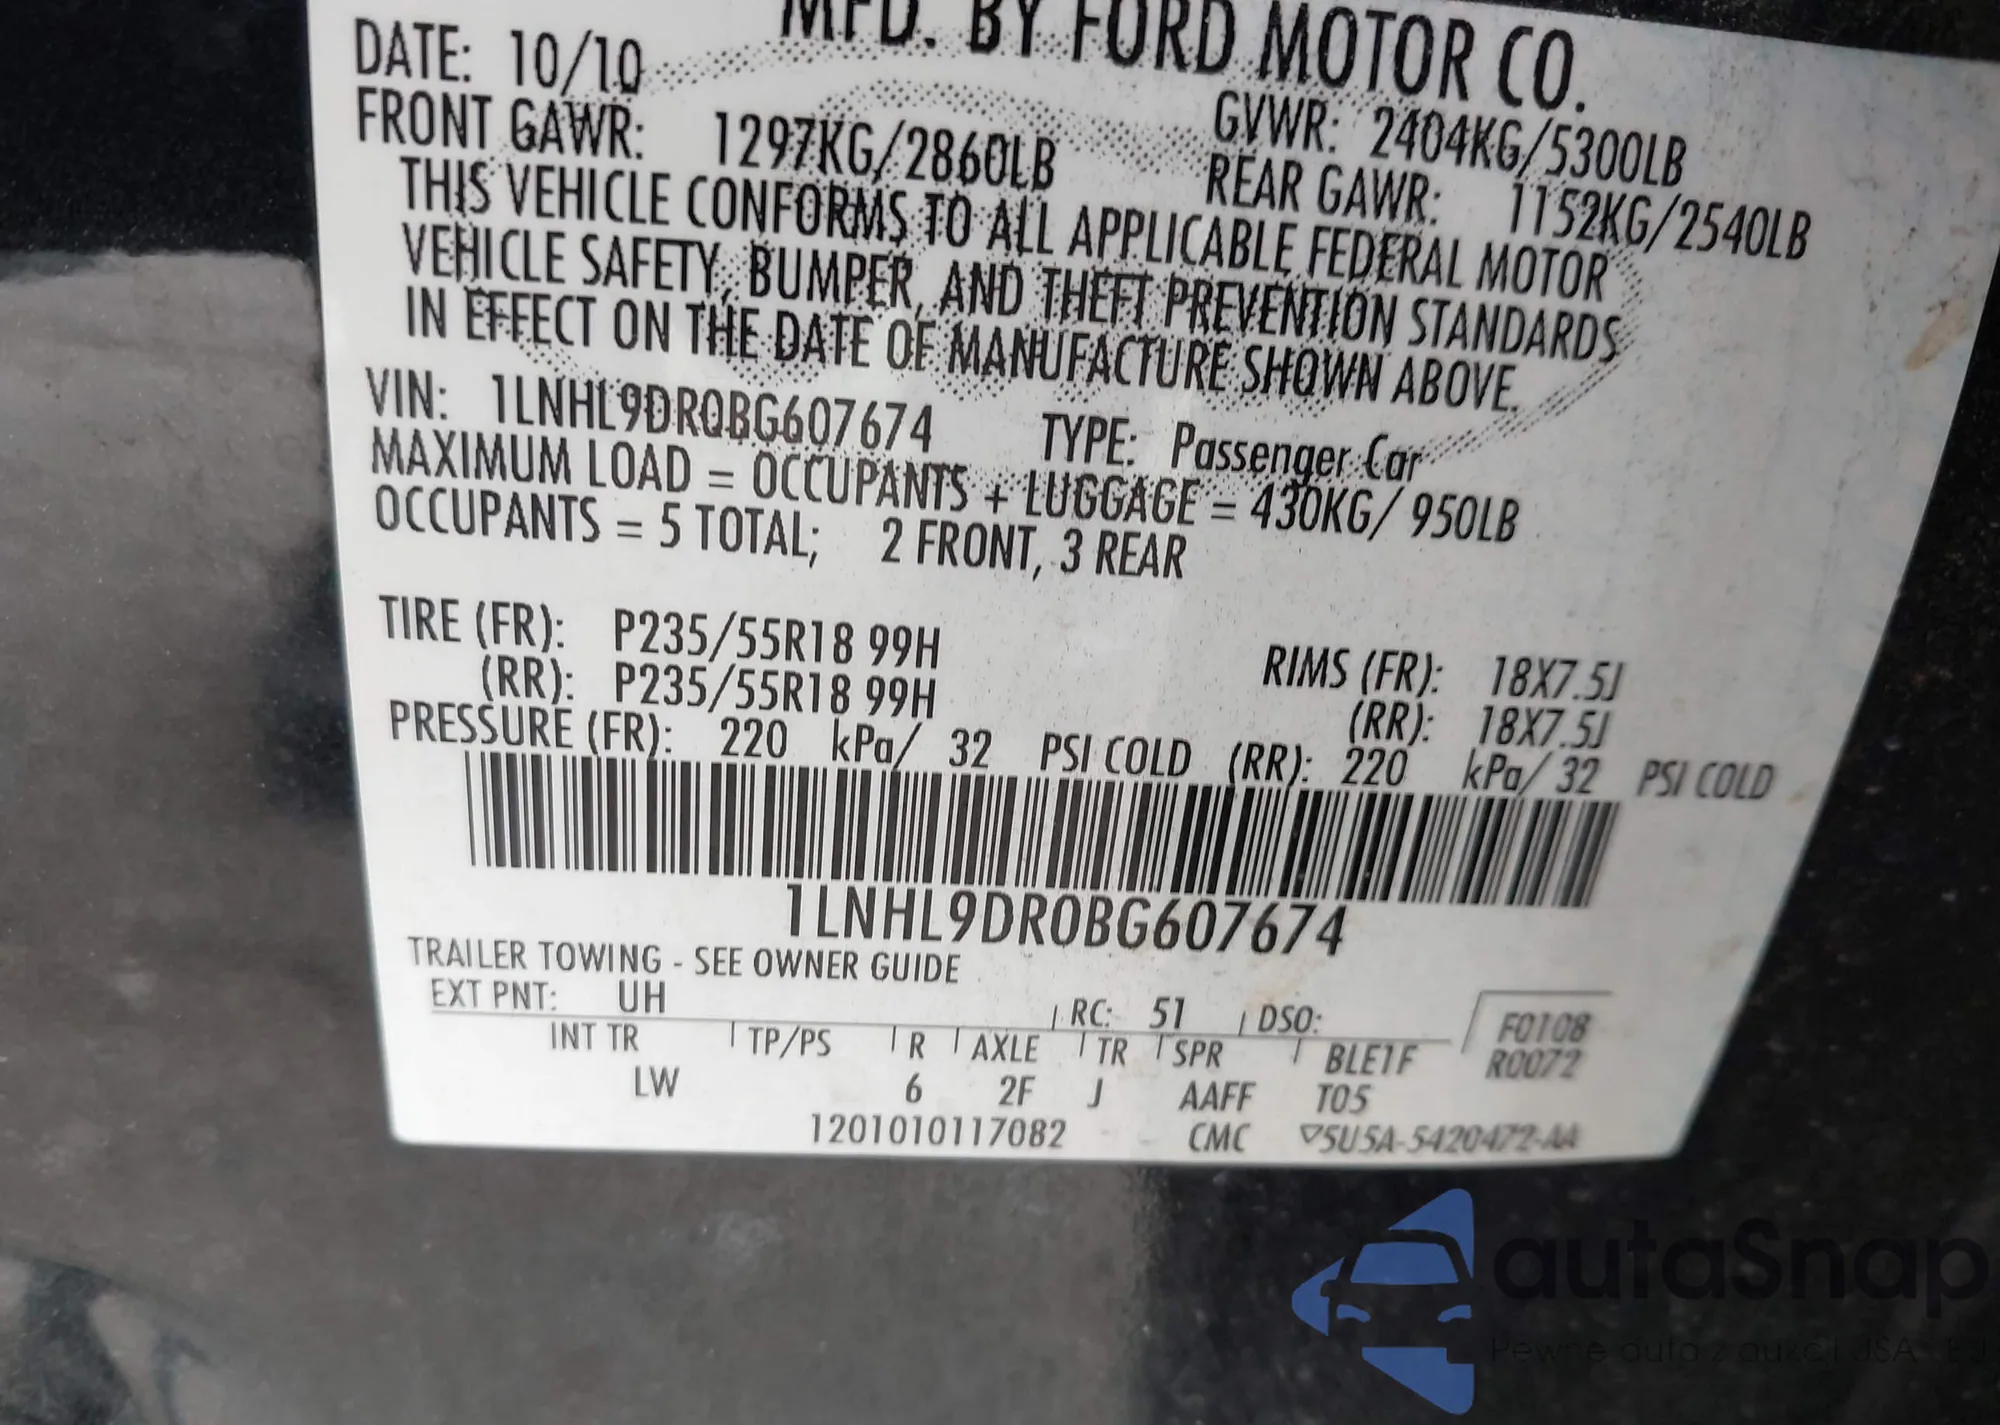 MFD. BY FORD MOTOR CO.
DATE: 10/10 GVWR: 2404KG/5300LB
FRONT GAWR: 1297KG/2860LB REAR GAWR: 1152KG/2540LB
THIS VEHICLE CONFORMS TO ALL APPLICABLE FEDERAL MOTOR
VEHICLE SAFETY, BUMPER, AND THEFT PREVENTION STANDARDS
IN EFFECT ON THE DATE OF MANUFACTURE SHOWN ABOVE.
VIN: 1LNHL9DR0BG607674 TYPE: Passenger Car
MAXIMUM LOAD = OCCUPANTS + LUGGAGE = 430KG/ 950LB
OCCUPANTS = 5 TOTAL; 2 FRONT, 3 REAR
TIRE (FR): P235/55R18 99H RIMS (FR): 18X7.5J
(RR): P235/55R18 99H (RR): 18X7.5J
PRESSURE (FR): 220 kPa/ 32 PSI COLD (RR): 220 kPa/ 32 PSI COLD
1LNHL9DR0BG607674
TRAILER TOWING - SEE OWNER GUIDE
EXT PNT: UH RC: 51 DSO: F0108
INT TR TP/PS R AXLE TR SPR BLE1F R0072
LW 6 2F J AAFF T05
1201010117082 CMC ▽5U5A-5420472-AA
autaSnap
Pewne auta z aukcji USA